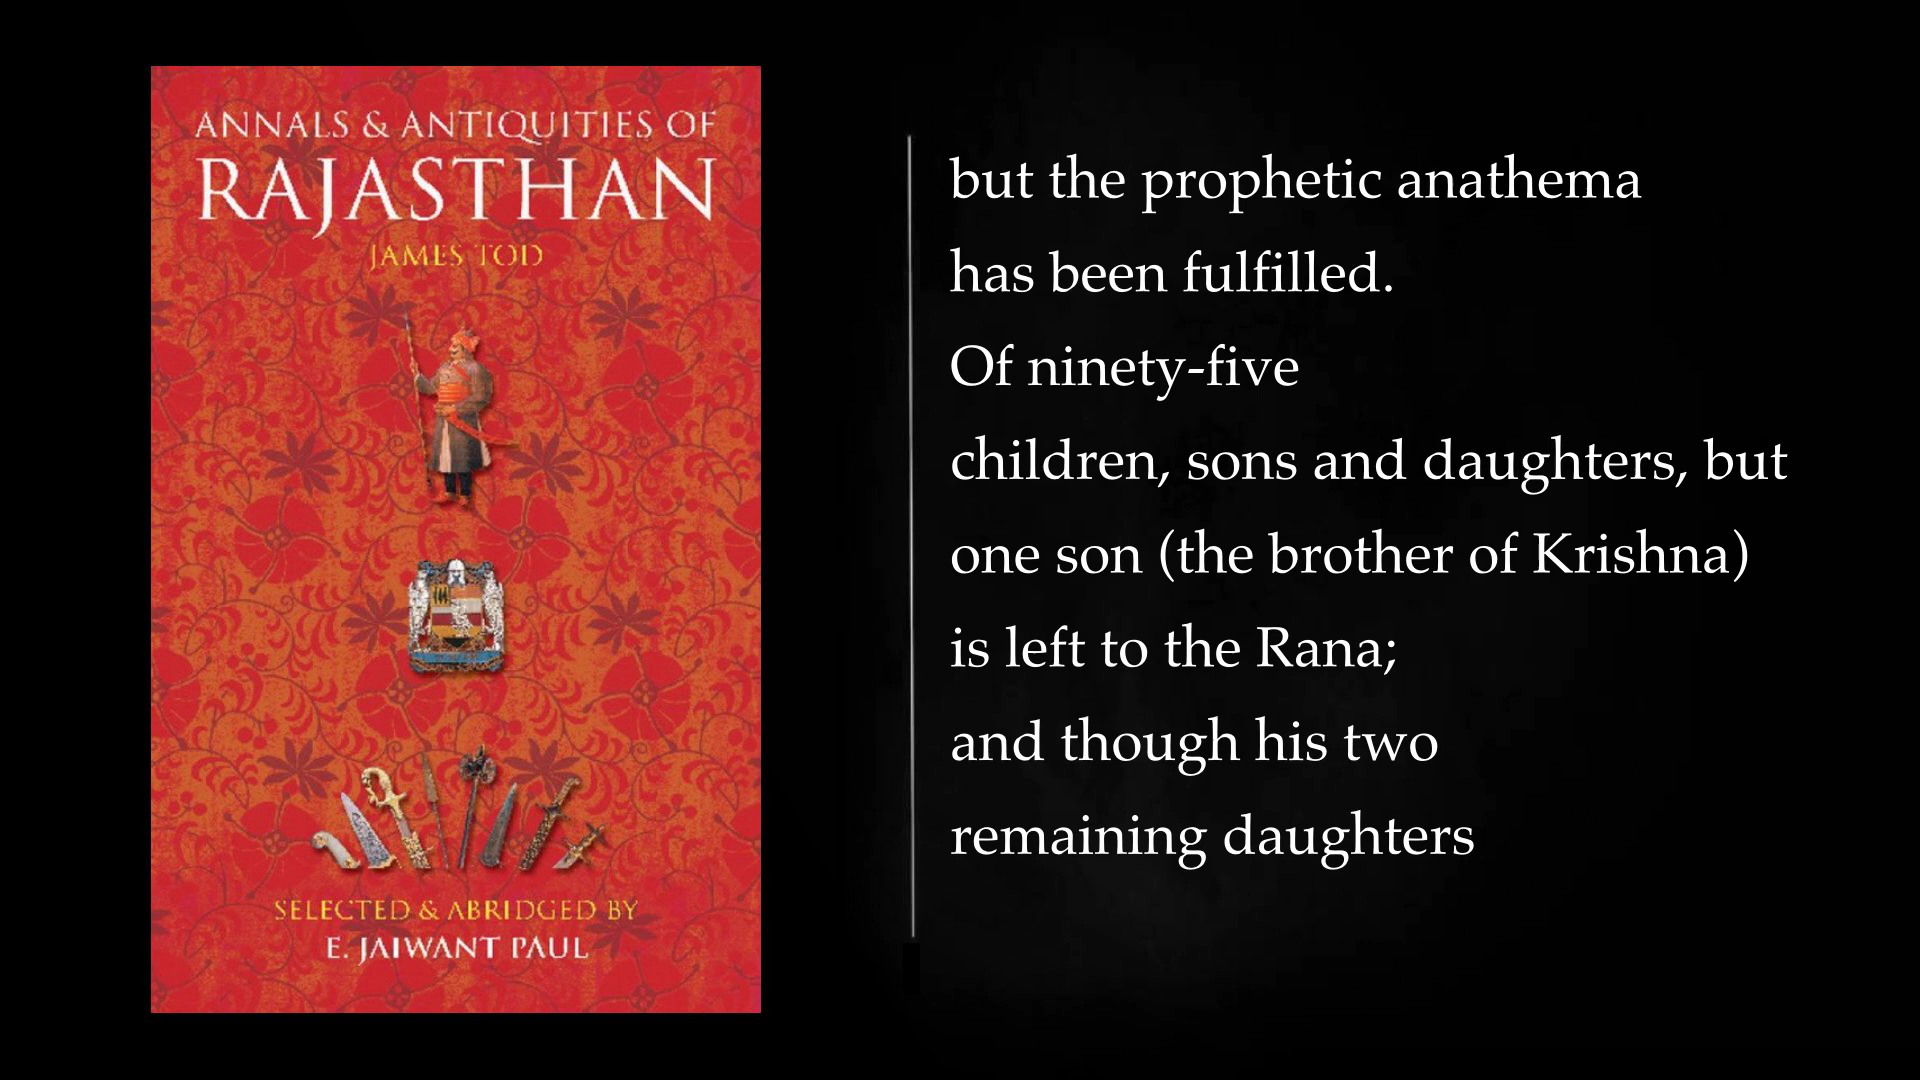 ANNALS & ANTIQUITIES OF
RAJASTHAN
JAMES TOD
SELECTED & ABRIDGED BY
E. JAIWANT PAUL
but the prophetic anathema
has been fulfilled.
Of ninety-five
children, sons and daughters, but
one son (the brother of Krishna)
is left to the Rana;
and though his two
remaining daughters